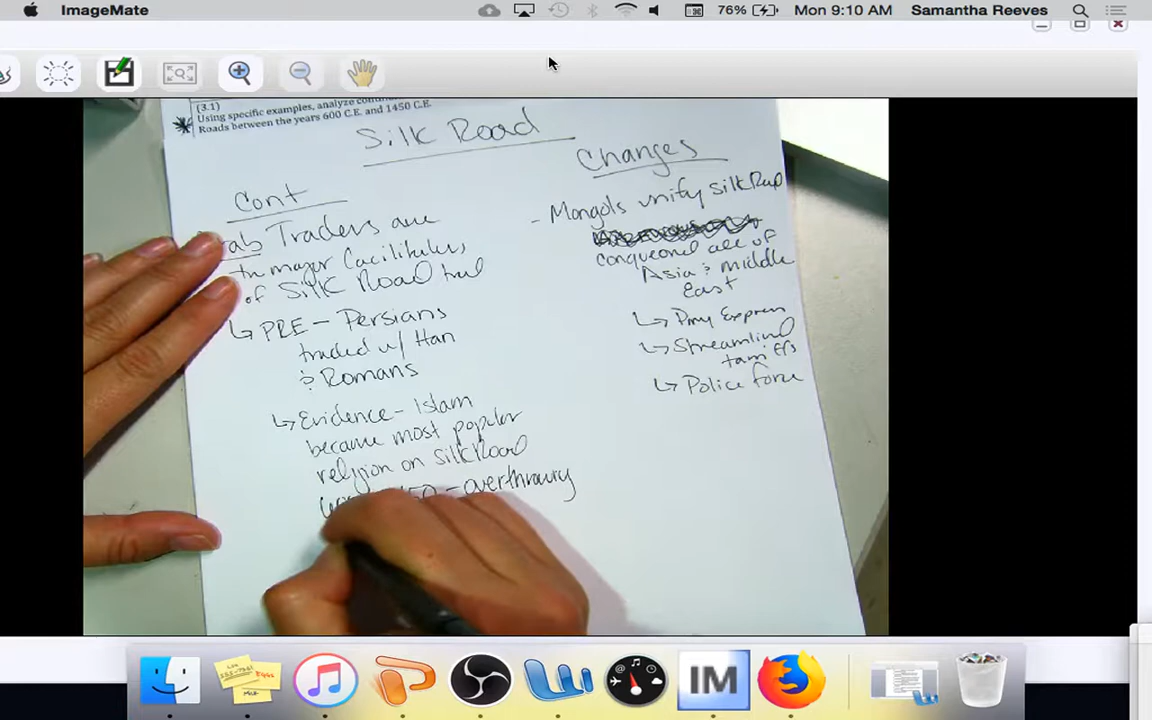 ImageMate 76% Mon 9:10 AM Samantha Reeves
(3.1)
Using specific examples, analyze
Roads between the years 600 C.E. and 1450 C.E.
Silk Road
Cont
Traders are
the major facilitators
of Silk Road
↳ PRE - Persians
traded w/ Han
& Romans
↳ Evidence - Islam
became most popular
religion on Silk Road
- overthrowing
Changes
- Mongols unify Silk Road
conquered all of
Asia & middle
East
↳ Pony Express
↳ Streamlined
tariffs
↳ Police force
IM